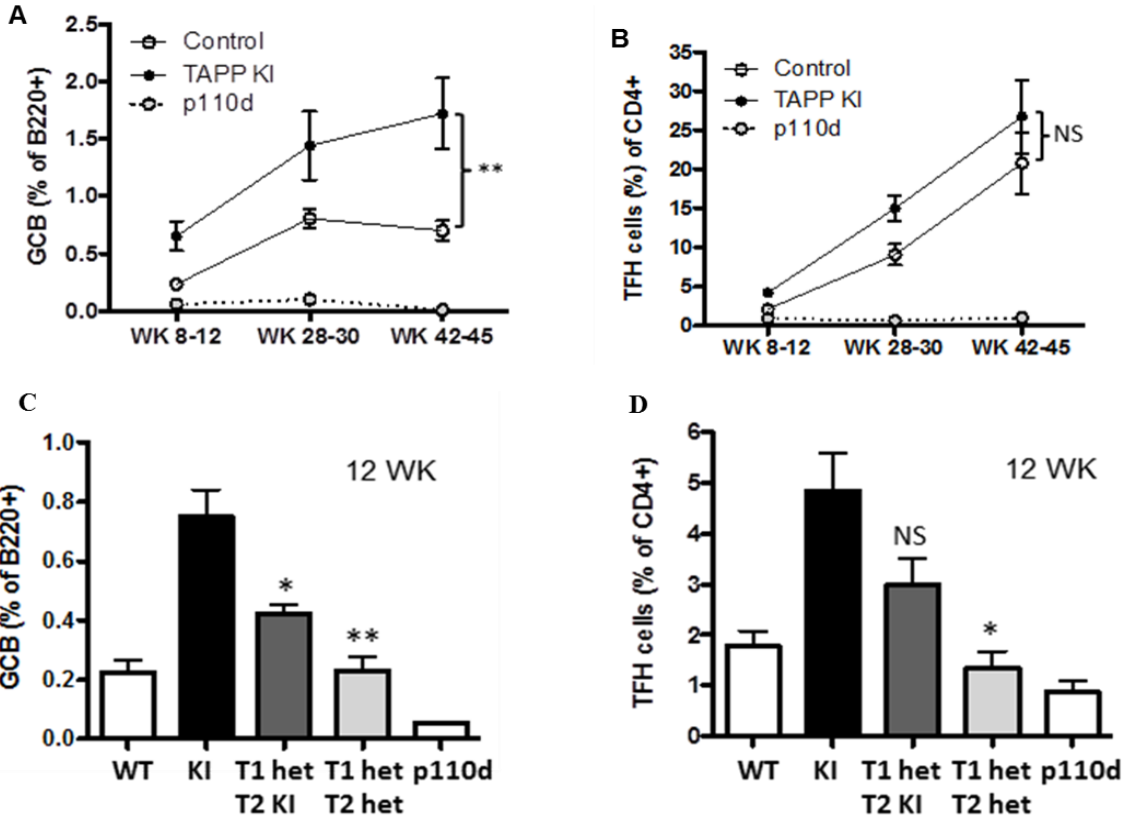 A
GCB (% of B220+)
2.5
2.0
1.5
1.0
0.5
0.0
Control
TAPP KI
p110d
**
WK 8-12 WK 28-30 WK 42-45
B
TFH cells (%) of CD4+
35
30
25
20
15
10
5
0
Control
TAPP KI
p110d
NS
WK 8-12 WK 28-30 WK 42-45
C
GCB (% of B220+)
1.0
0.8
0.6
0.4
0.2
0.0
12 WK
*
**
WT KI T1 het T1 het p110d
T2 KI T2 het
D
TFH cells (% of CD4+)
6
5
4
3
2
1
0
12 WK
NS
*
WT KI T1 het T1 het p110d
T2 KI T2 het